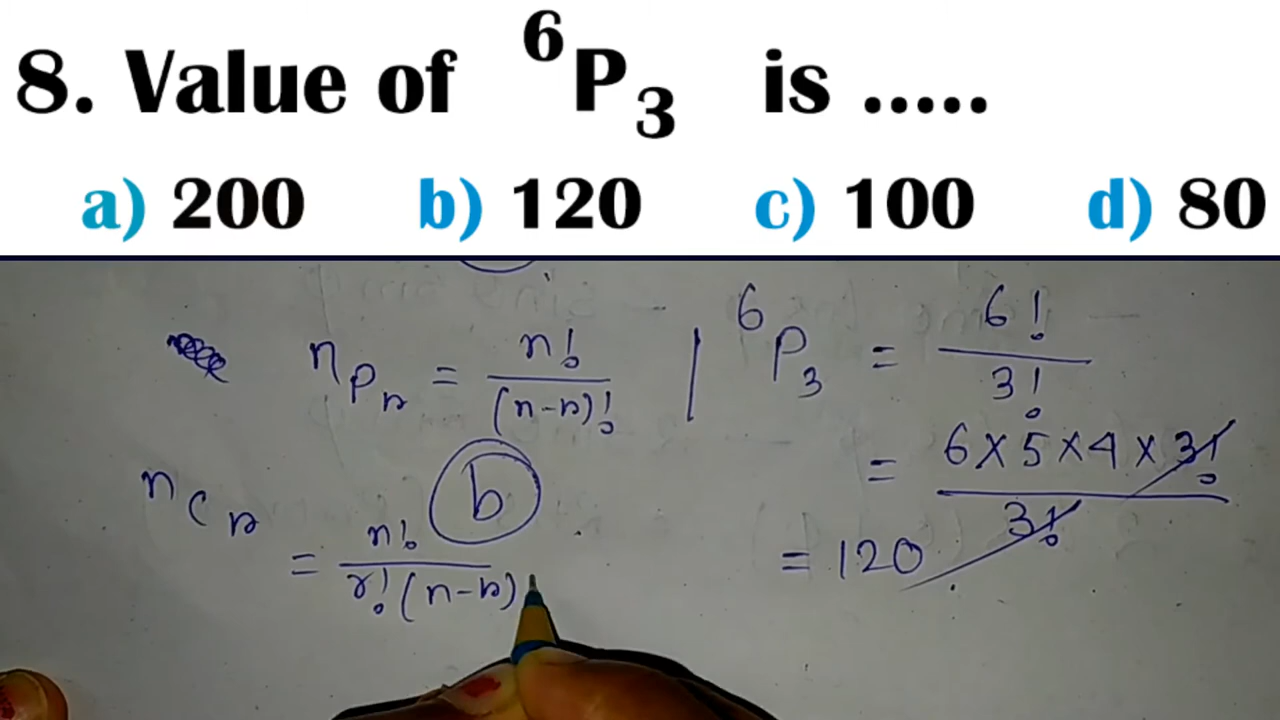 8. Value of ⁶P₃ is .....
a) 200 b) 120 c) 100 d) 80
ⁿPᵣ = n! / (n-r)! | ⁶P₃ = 6! / 3!
= 6×5×4×3! / 3!
= 120
b
ⁿCᵣ
= n! / r!(n-r)